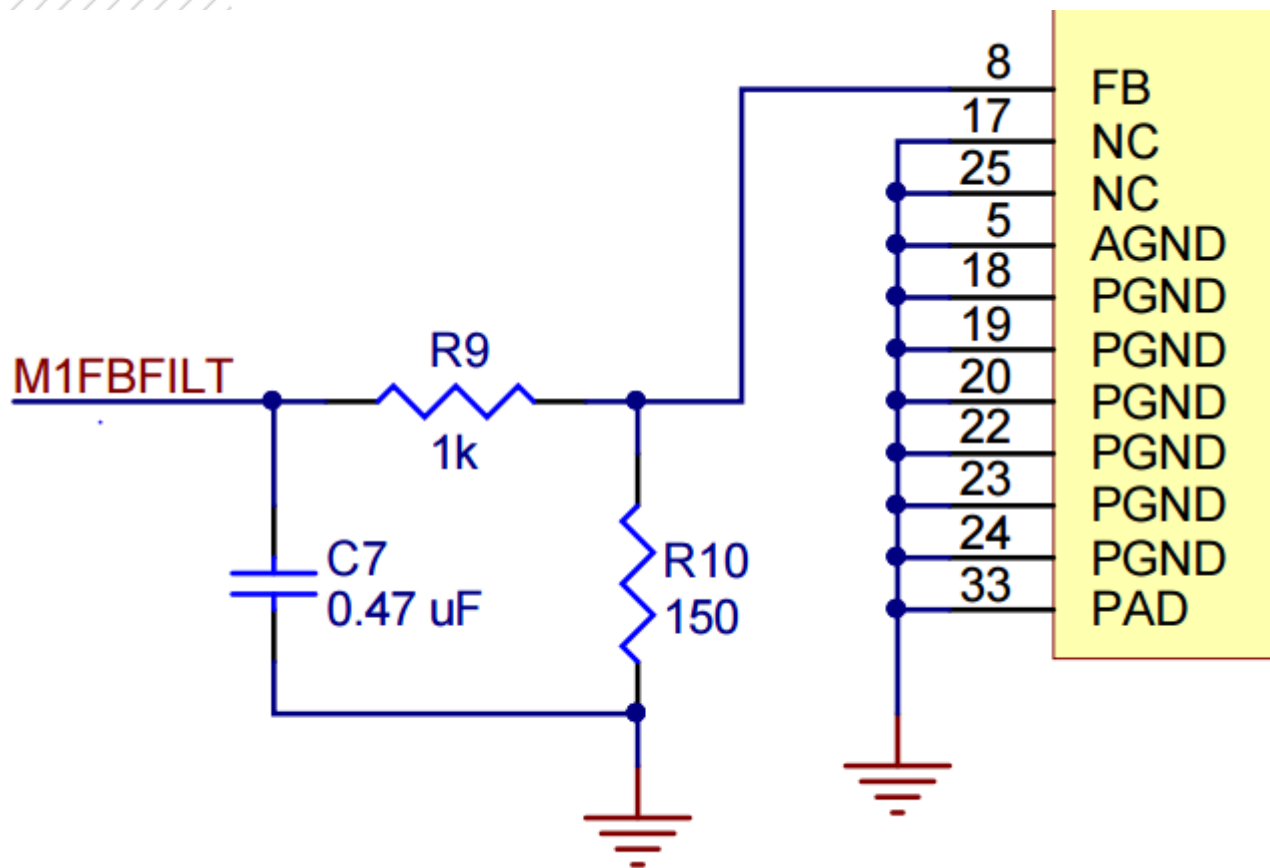 8
FB
17
NC
25
NC
5
AGND
18
PGND
19
PGND
20
PGND
22
PGND
23
PGND
24
PGND
33
PAD
M1FBFILT
R9
1k
C7
0.47 uF
R10
150